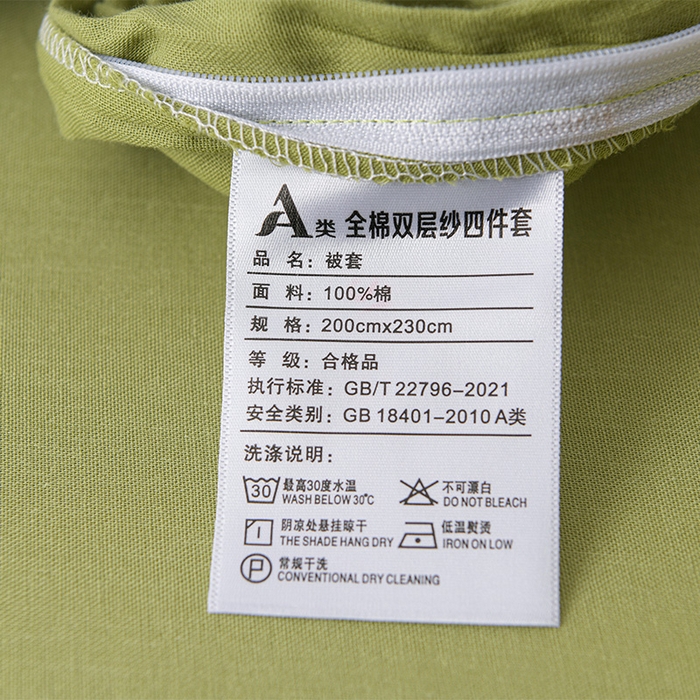 A类 全棉双层纱四件套
品 名：被套
面 料：100%棉
规 格：200cmx230cm
等 级：合格品
执行标准：GB/T 22796-2021
安全类别：GB 18401-2010 A类
洗涤说明：
30 最高30度水温 不可漂白
WASH BELOW 30℃ DO NOT BLEACH
阴凉处悬挂晾干 低温熨烫
THE SHADE HANG DRY IRON ON LOW
P 常规干洗
CONVENTIONAL DRY CLEANING